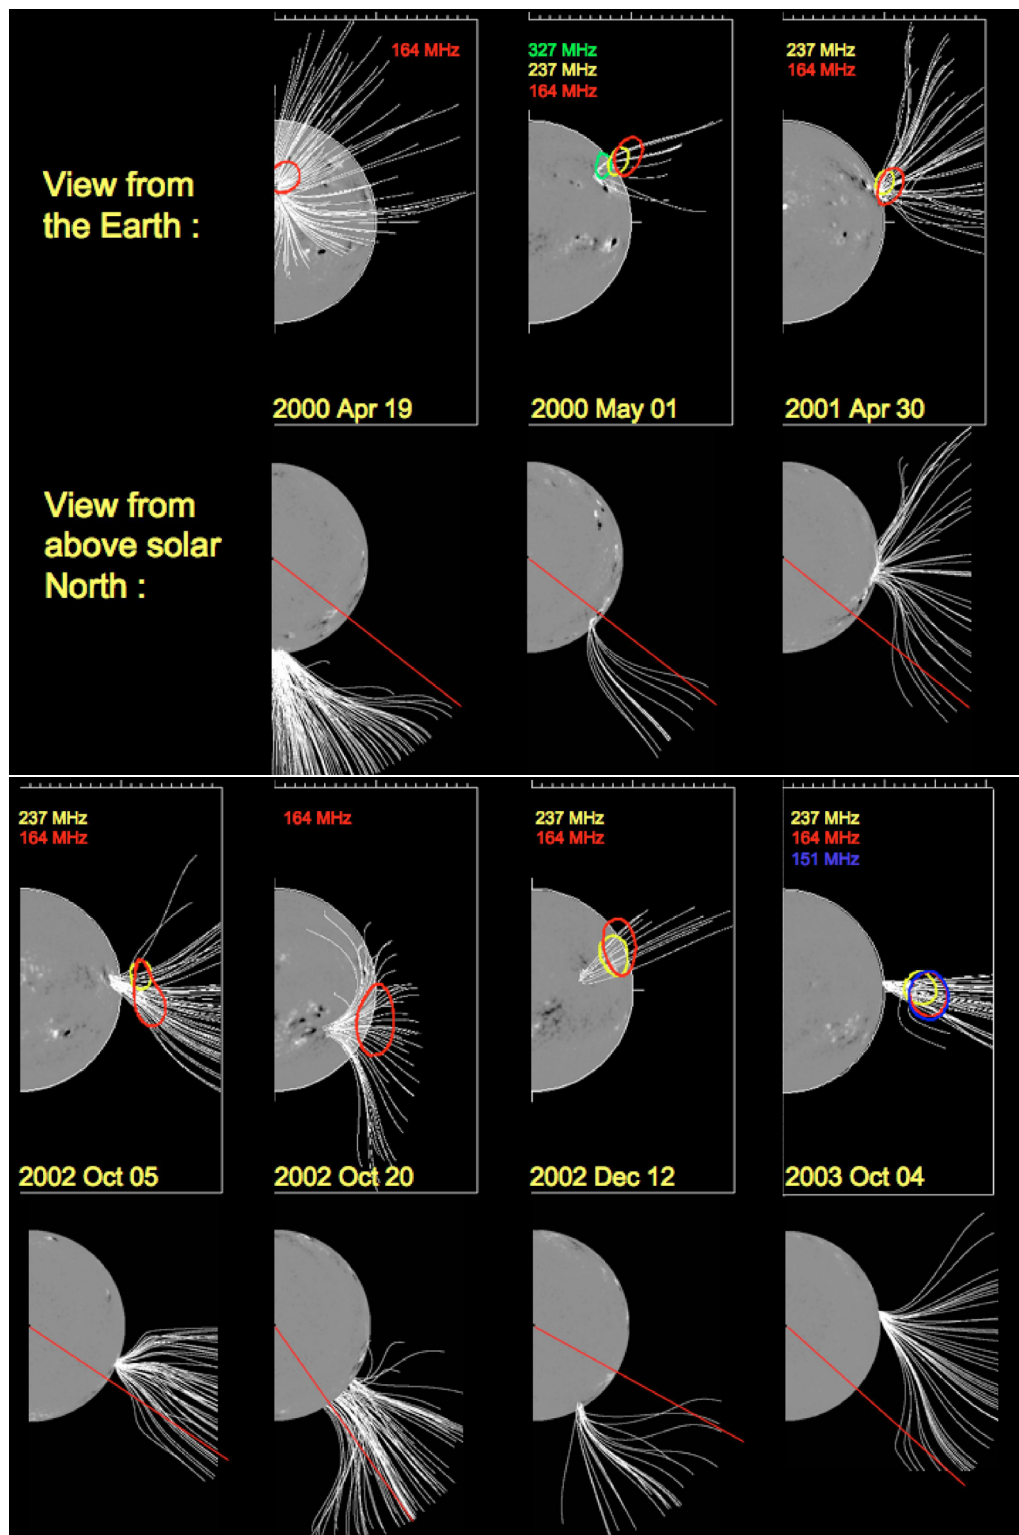 164 MHz
327 MHz
237 MHz
164 MHz
237 MHz
164 MHz
View from
the Earth :
2000 Apr 19
2000 May 01
2001 Apr 30
View from
above solar
North :
237 MHz
164 MHz
164 MHz
237 MHz
164 MHz
237 MHz
164 MHz
151 MHz
2002 Oct 05
2002 Oct 20
2002 Dec 12
2003 Oct 04